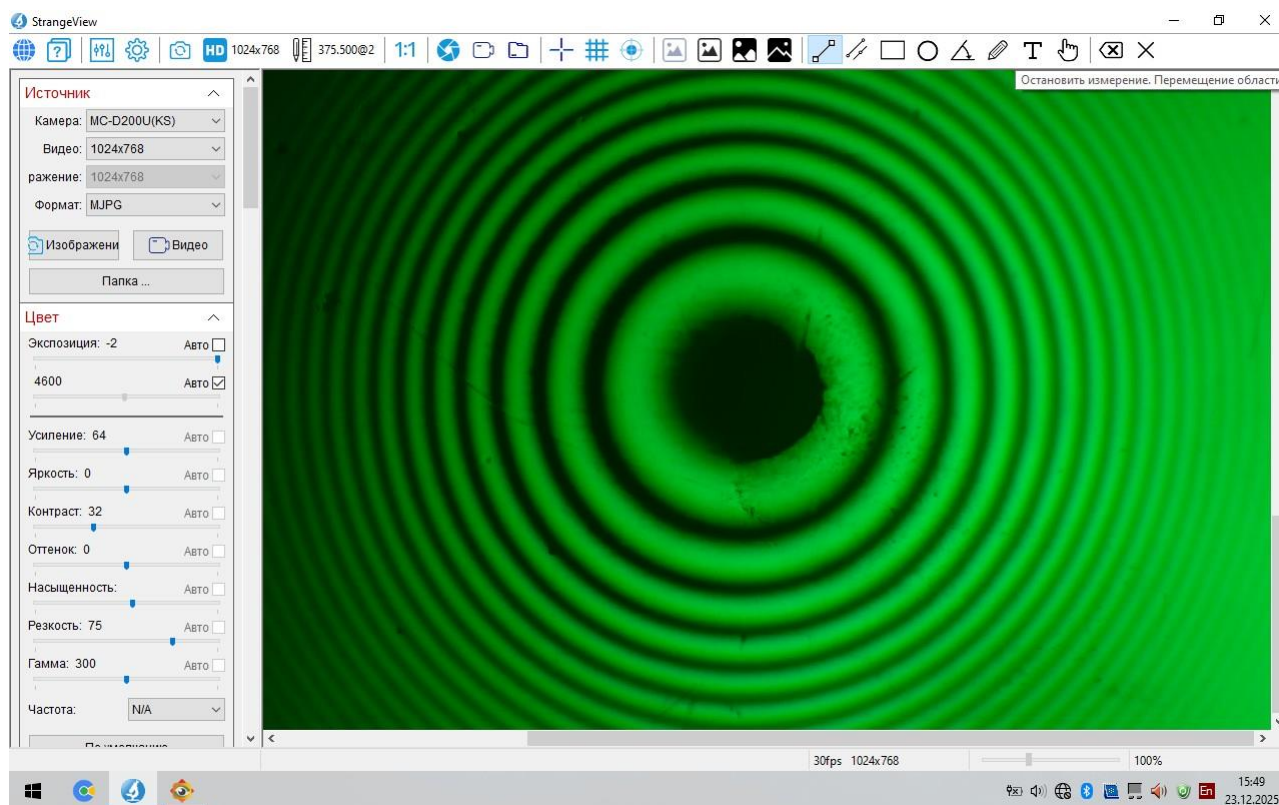 StrangeView
HD 1024x768 375.500@2 1:1 T
Остановить измерение. Перемещение области
Источник
Камера: MC-D200U(KS)
Видео: 1024x768
ражение: 1024x768
Формат: MJPG
Изображени Видео
Папка ...
Цвет
Экспозиция: -2 Авто
4600 Авто
Усиление: 64 Авто
Яркость: 0 Авто
Контраст: 32 Авто
Оттенок: 0 Авто
Насыщенность: Авто
Резкость: 75 Авто
Гамма: 300 Авто
Частота: N/A
30fps 1024x768 100%
En 15:49
23.12.2025